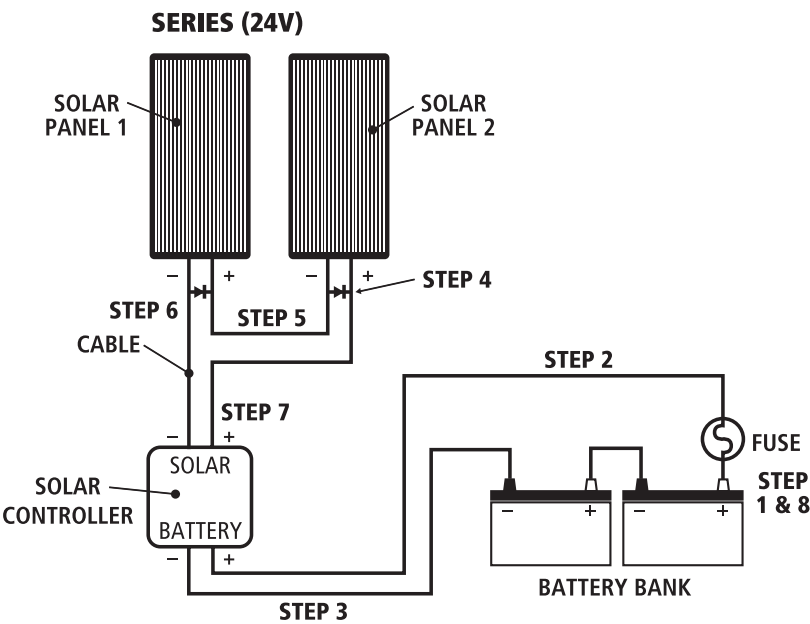 SERIES (24V)
SOLAR
PANEL 1
SOLAR
PANEL 2
− +
− +
STEP 4
STEP 6
STEP 5
CABLE
STEP 2
STEP 7
FUSE
− +
SOLAR
STEP
1 & 8
SOLAR
CONTROLLER
− +
− +
BATTERY
− +
BATTERY BANK
STEP 3